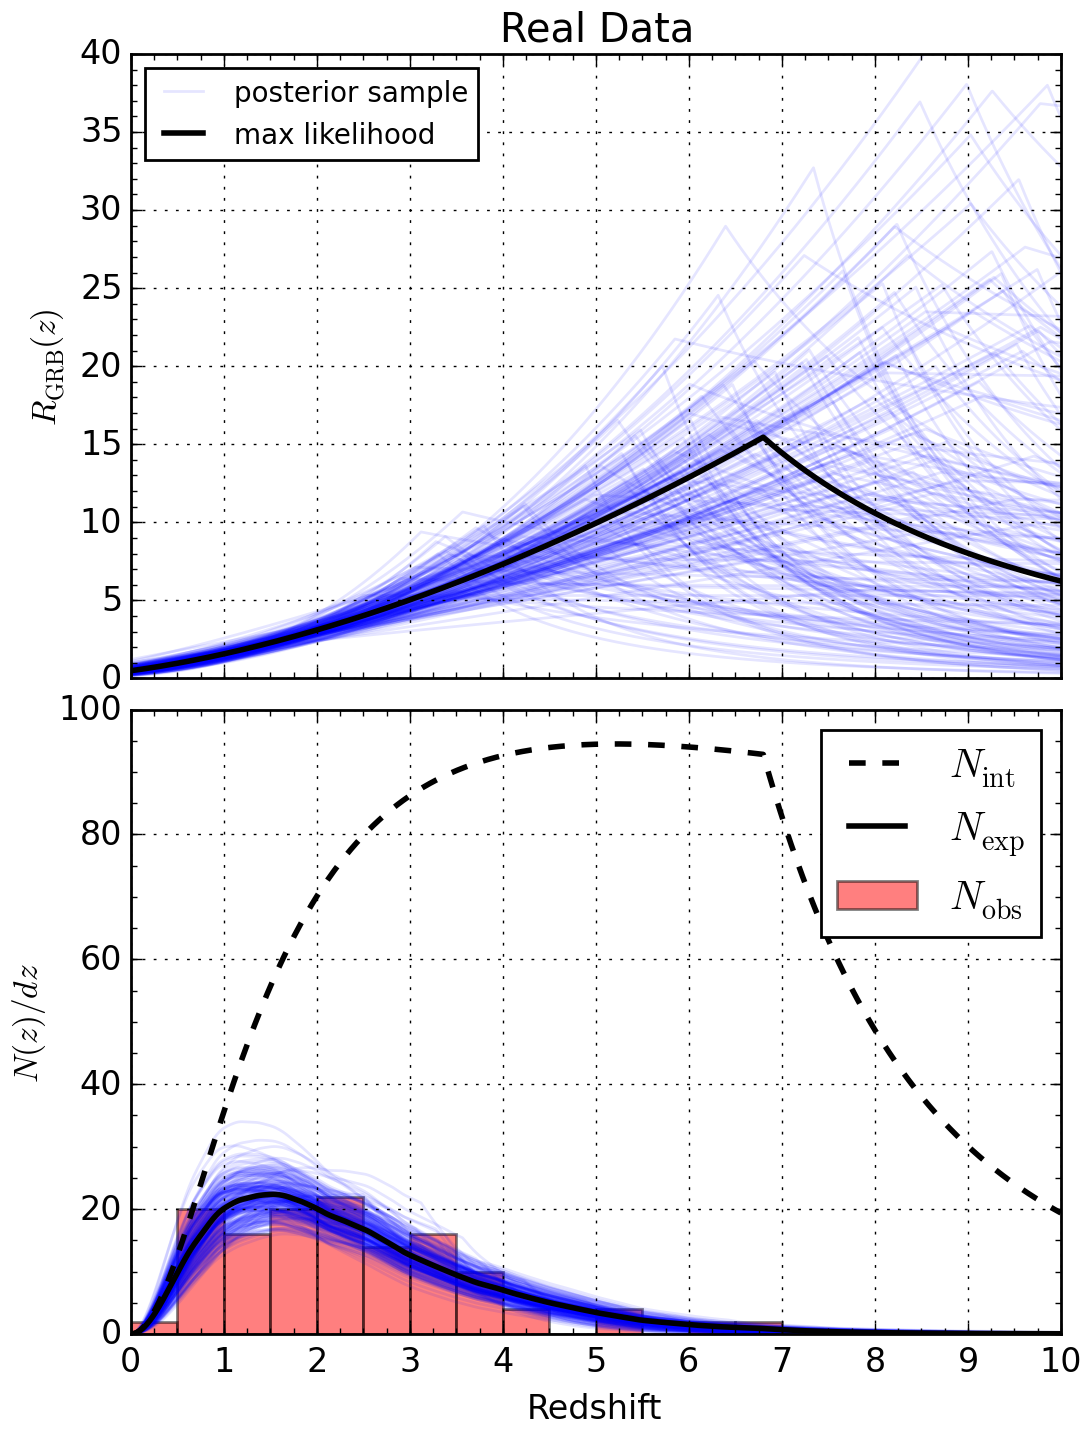 Real Data
40
35
30
25
20
15
10
5
0
R_GRB(z)
posterior sample
max likelihood
100
80
60
40
20
0
N(z)/dz
N_int
N_exp
N_obs
0 1 2 3 4 5 6 7 8 9 10
Redshift